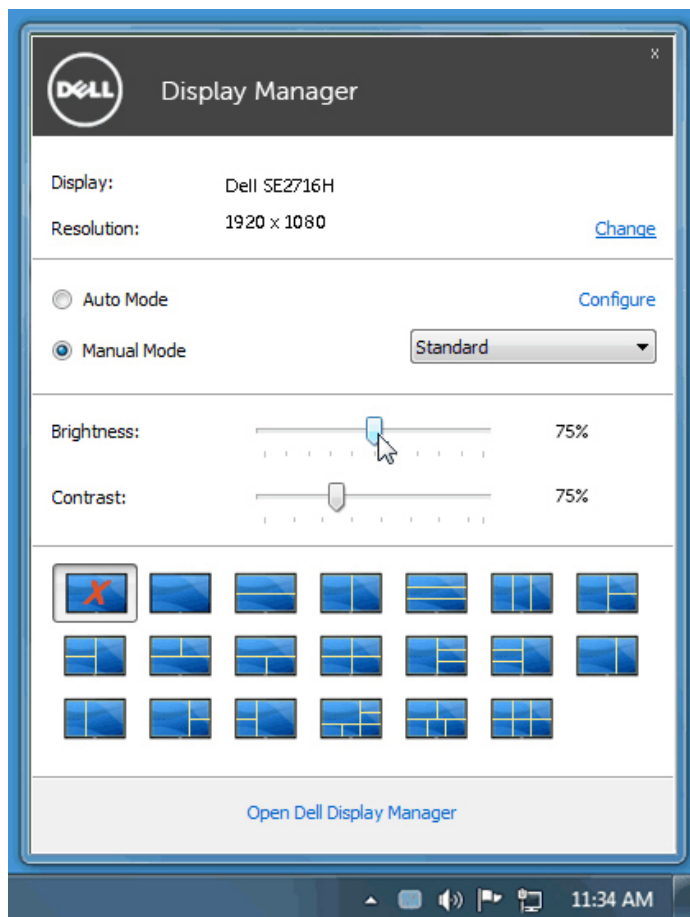 x
DELL Display Manager
Display: Dell SE2716H
Resolution: 1920 x 1080 Change
Auto Mode Configure
Manual Mode Standard
Brightness: 75%
Contrast: 75%
Open Dell Display Manager
11:34 AM